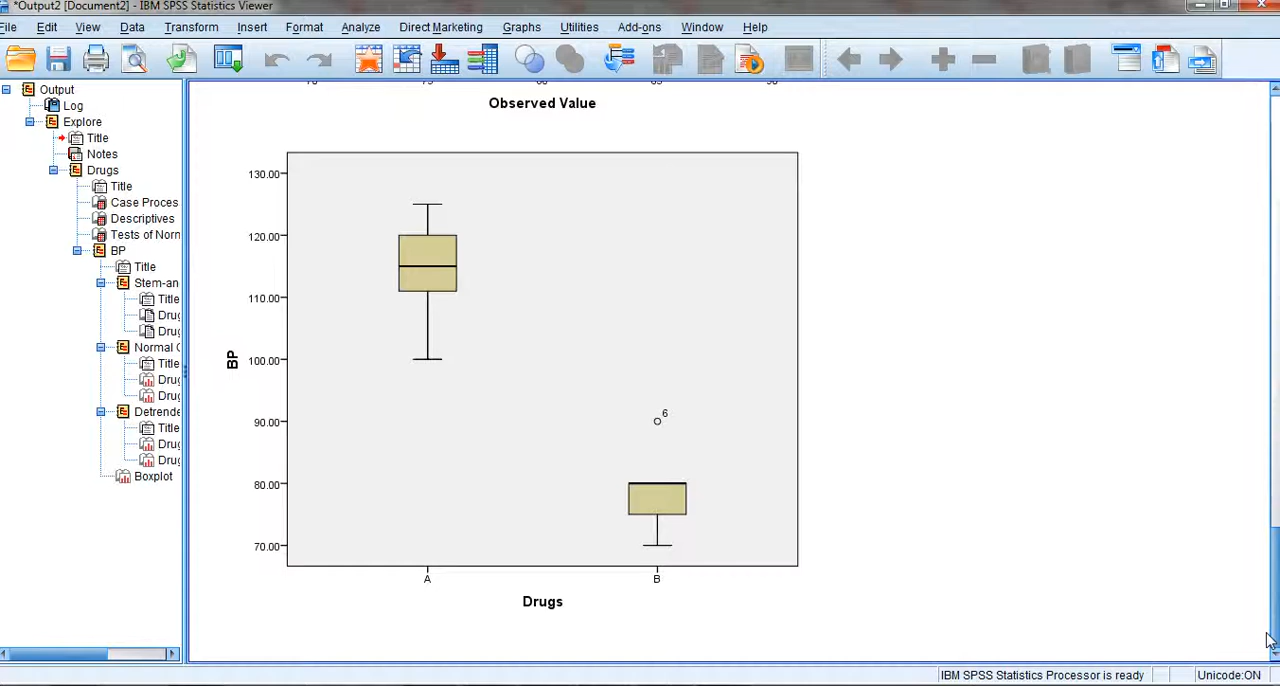 *Output2 [Document2] - IBM SPSS Statistics Viewer
File Edit View Data Transform Insert Format Analyze Direct Marketing Graphs Utilities Add-ons Window Help
Output
Log
Explore
Title
Notes
Drugs
Title
Case Proces
Descriptives
Tests of Norm
BP
Title
Stem-an
Title
Drug
Drug
Normal
Title
Drug
Drug
Detrende
Title
Drug
Drug
Boxplot
Observed Value
130.00
120.00
110.00
100.00
90.00
80.00
70.00
BP
6
A B
Drugs
IBM SPSS Statistics Processor is ready Unicode:ON